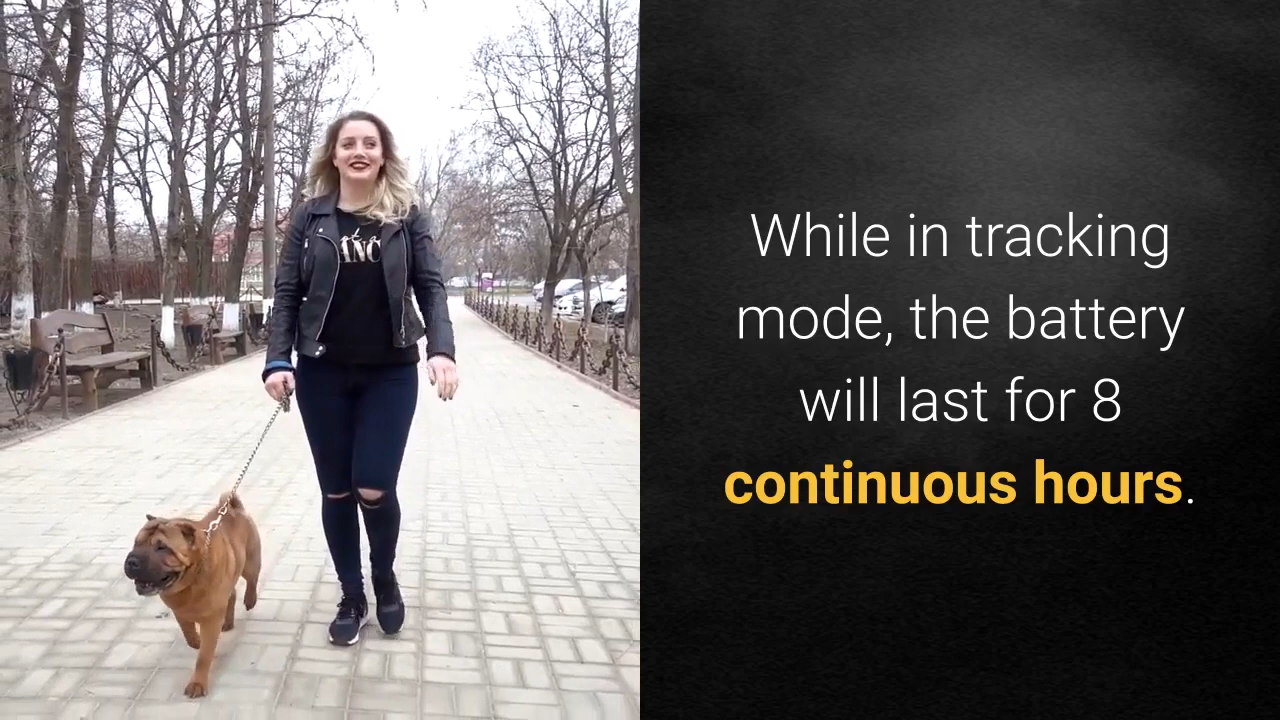 While in tracking
mode, the battery
will last for 8
continuous hours.